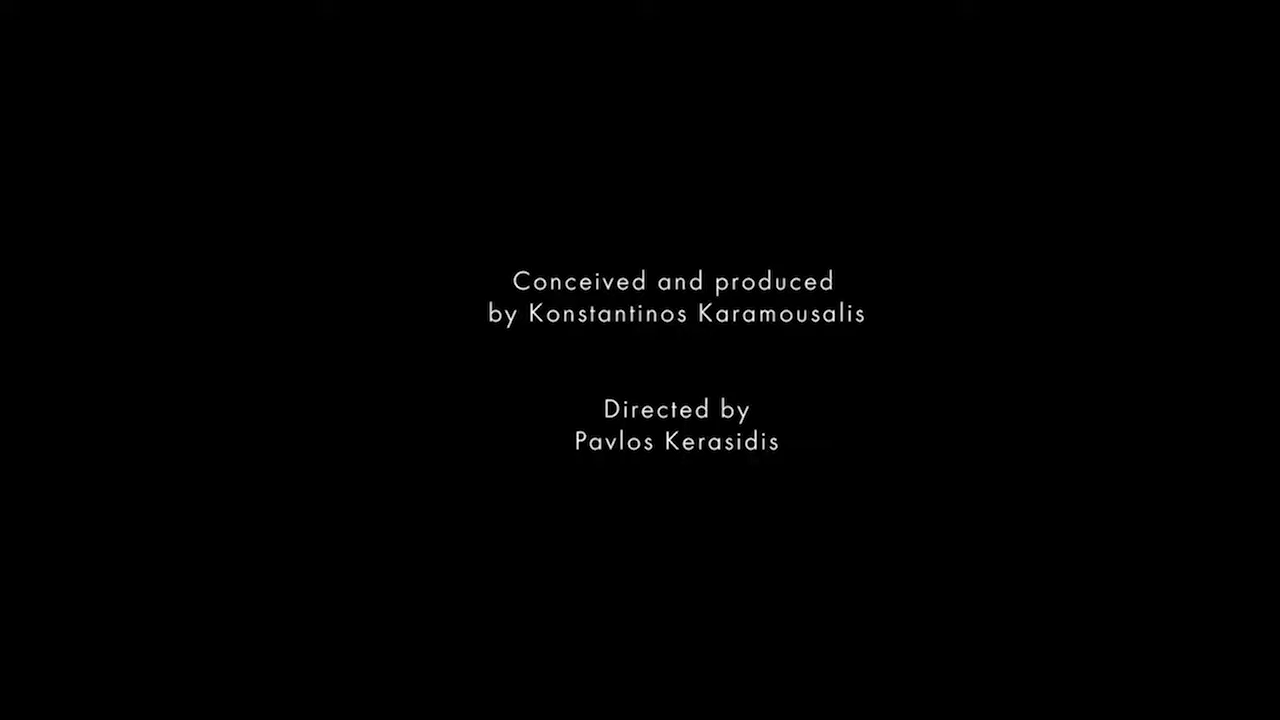 Conceived and produced
by Konstantinos Karamousalis
Directed by
Pavlos Kerasidis